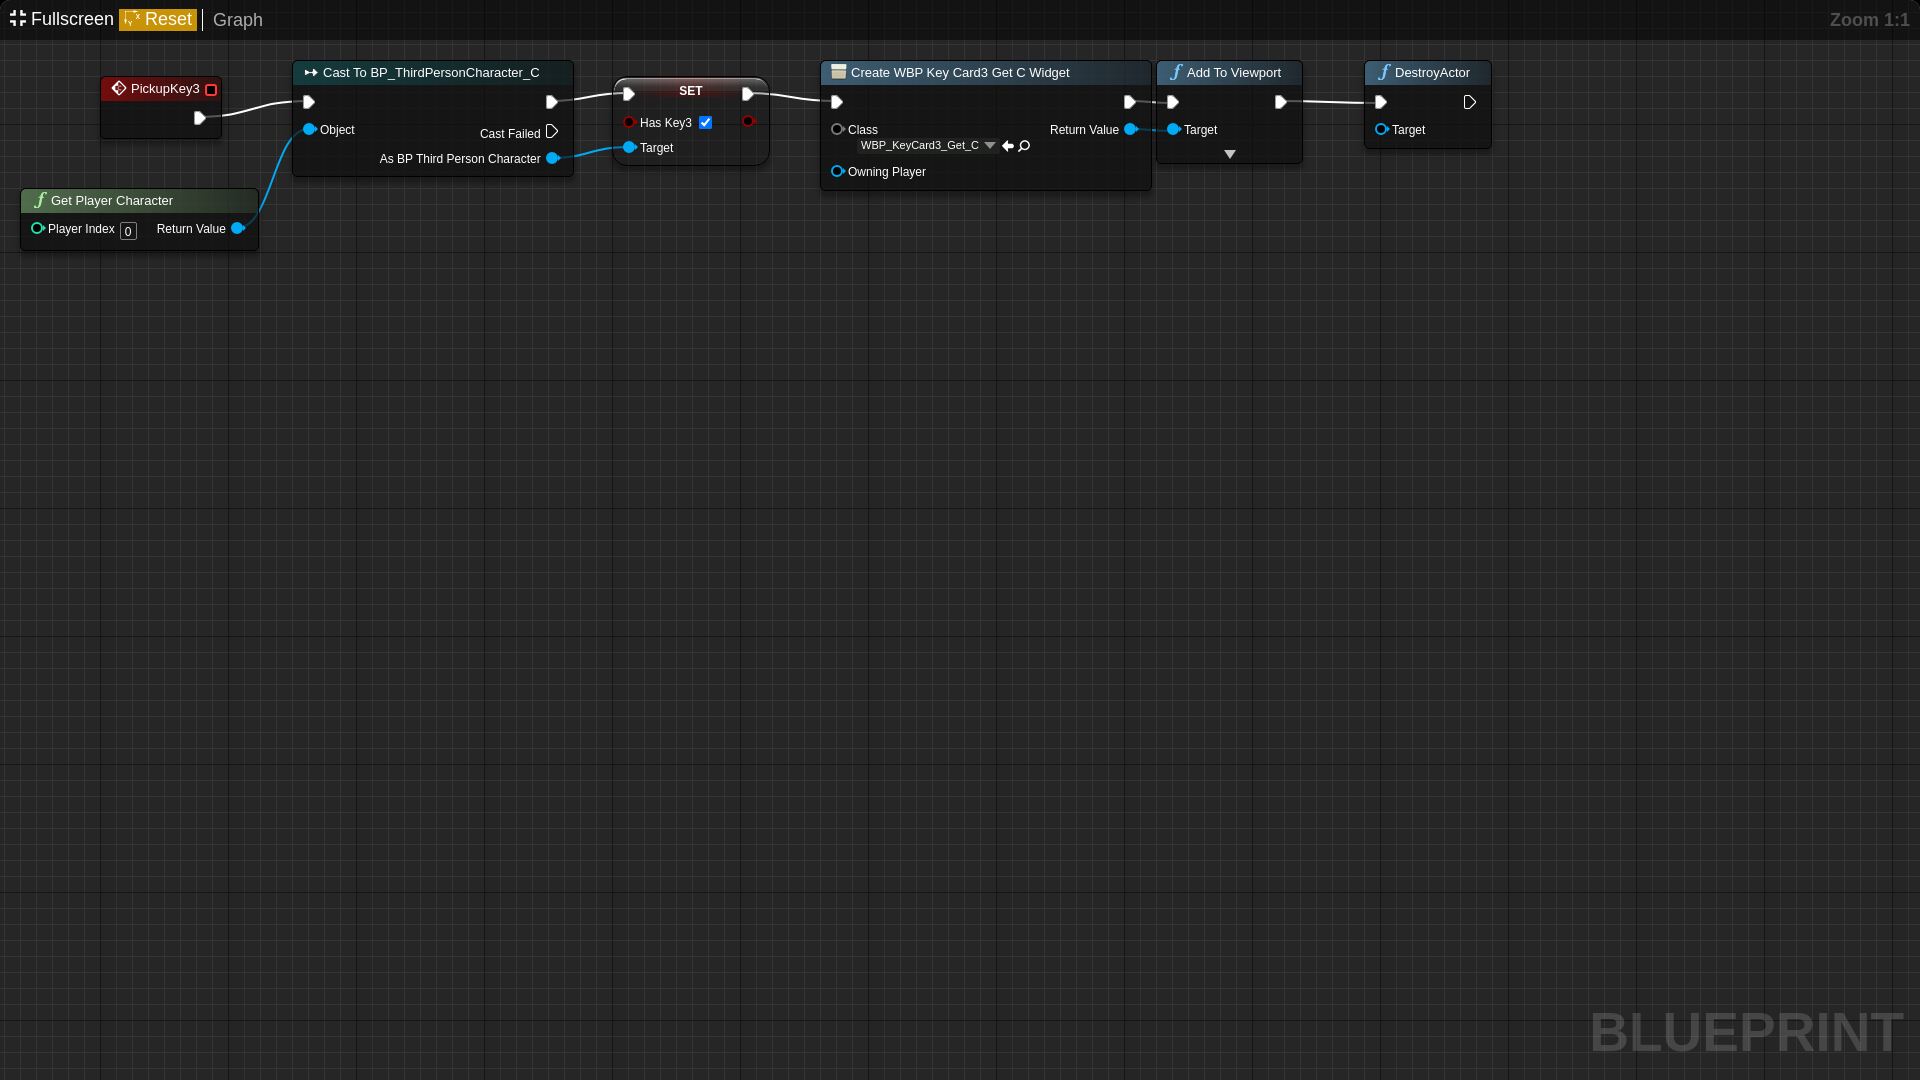 Fullscreen Reset Graph Zoom 1:1
PickupKey3
Cast To BP_ThirdPersonCharacter_C
Object
Cast Failed
As BP Third Person Character
SET
Has Key3
Target
Create WBP Key Card3 Get C Widget
Class
WBP_KeyCard3_Get_C
Return Value
Owning Player
Add To Viewport
Target
DestroyActor
Target
Get Player Character
Player Index 0 Return Value
BLUEPRINT